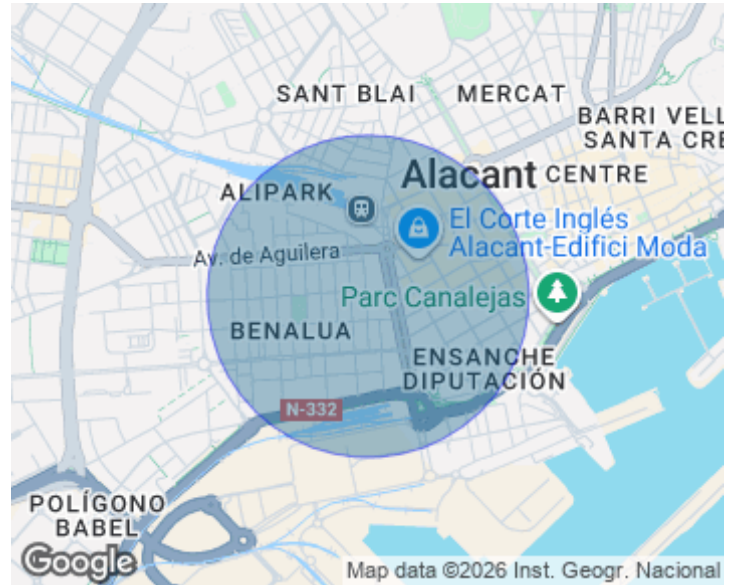 SANT BLAI
MERCAT
BARRI VELL
SANTA CRE
Alacant
CENTRE
ALIPARK
El Corte Inglés
Alacant-Edifici Moda
Av. de Aguilera
Parc Canalejas
BENALUA
ENSANCHE
DIPUTACIÓN
N-332
POLÍGONO
BABEL
Google
Map data ©2026 Inst. Geogr. Nacional